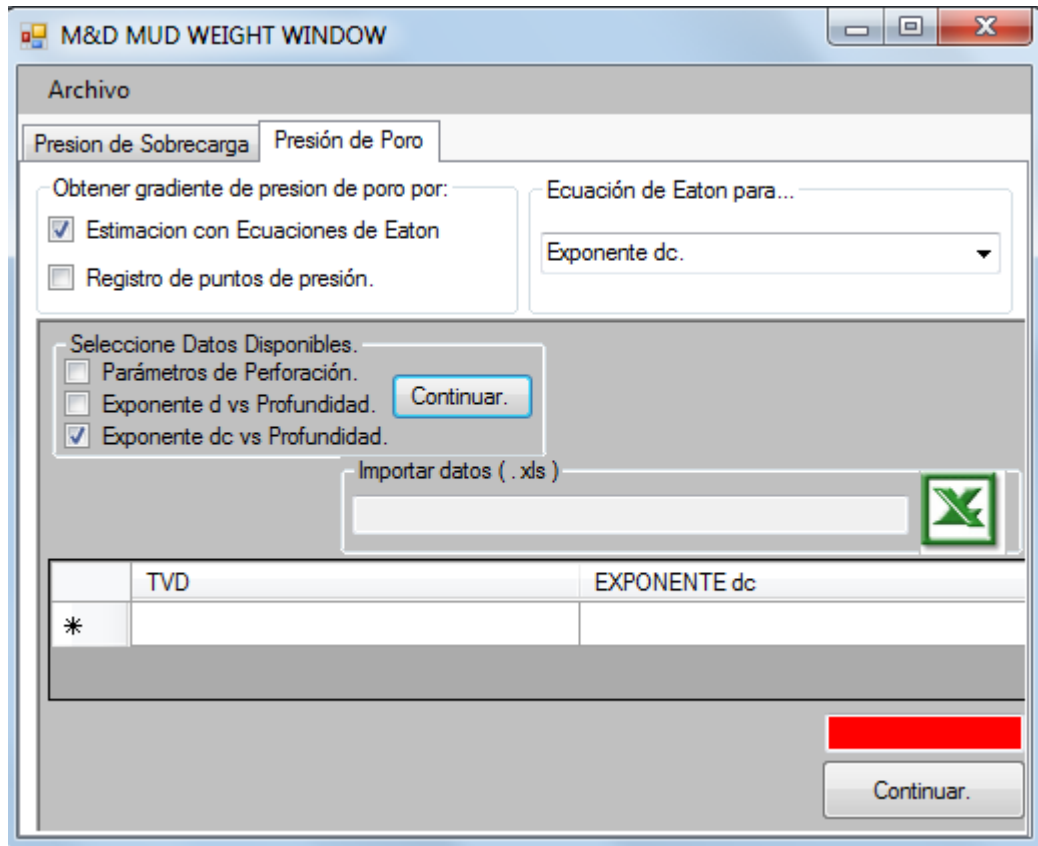 M&D MUD WEIGHT WINDOW
Archivo
Presion de Sobrecarga
Presión de Poro
Obtener gradiente de presion de poro por:
Estimacion con Ecuaciones de Eaton
Registro de puntos de presión.
Ecuación de Eaton para...
Exponente dc.
Seleccione Datos Disponibles.
Parámetros de Perforación.
Exponente d vs Profundidad.
Exponente dc vs Profundidad.
Continuar.
Importar datos ( . xls )
TVD
EXPONENTE dc
Continuar.